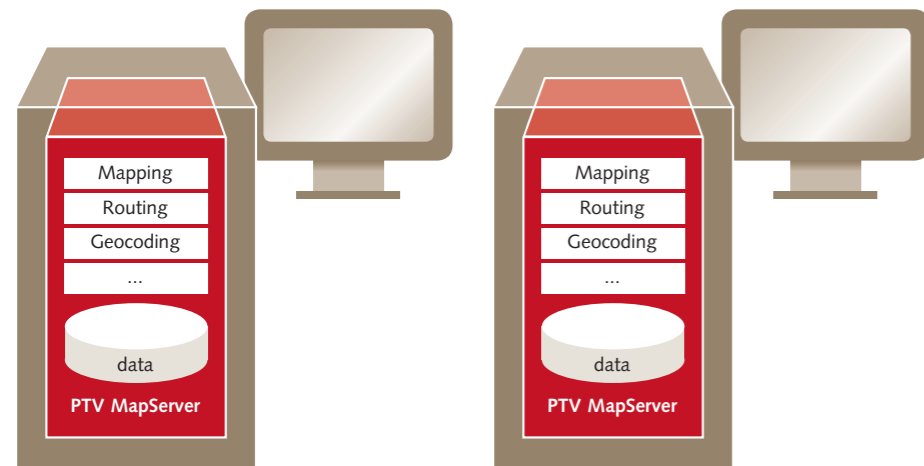 Mapping
Routing
Geocoding
...
data
PTV MapServer
Mapping
Routing
Geocoding
...
data
PTV MapServer